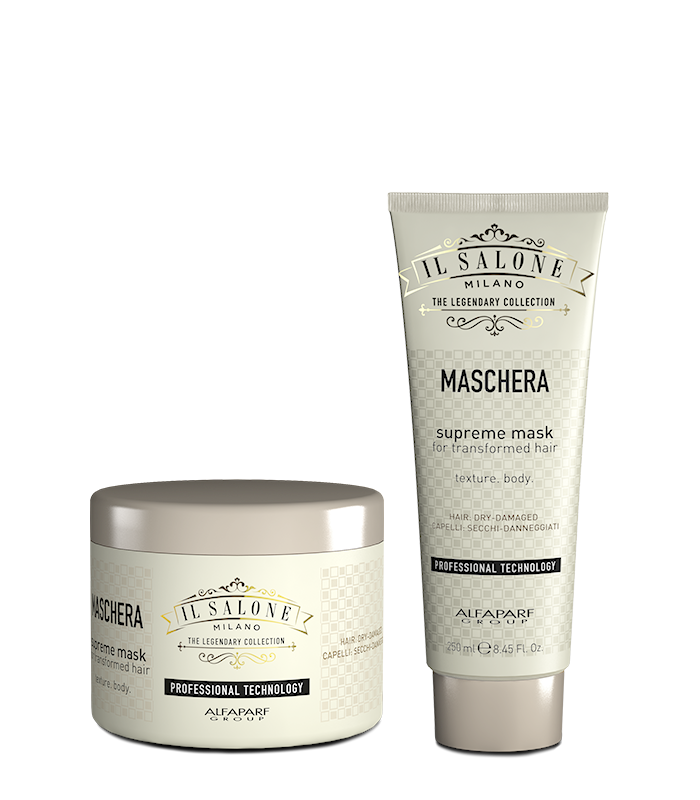 IL SALONE
MILANO
THE LEGENDARY COLLECTION
MASCHERA
supreme mask
for transformed hair
texture. body.
HAIR: DRY-DAMAGED
CAPELLI: SECCHI-DANNEGGIATI
PROFESSIONAL TECHNOLOGY
ALFAPARF
GROUP
250 ml ℮ 8.45 Fl. Oz.
MASCHERA
supreme mask
for transformed hair
texture. body.
IL SALONE
MILANO
THE LEGENDARY COLLECTION
PROFESSIONAL TECHNOLOGY
ALFAPARF
GROUP
HAIR: DRY-DAMAGED
CAPELLI: SECCHI-